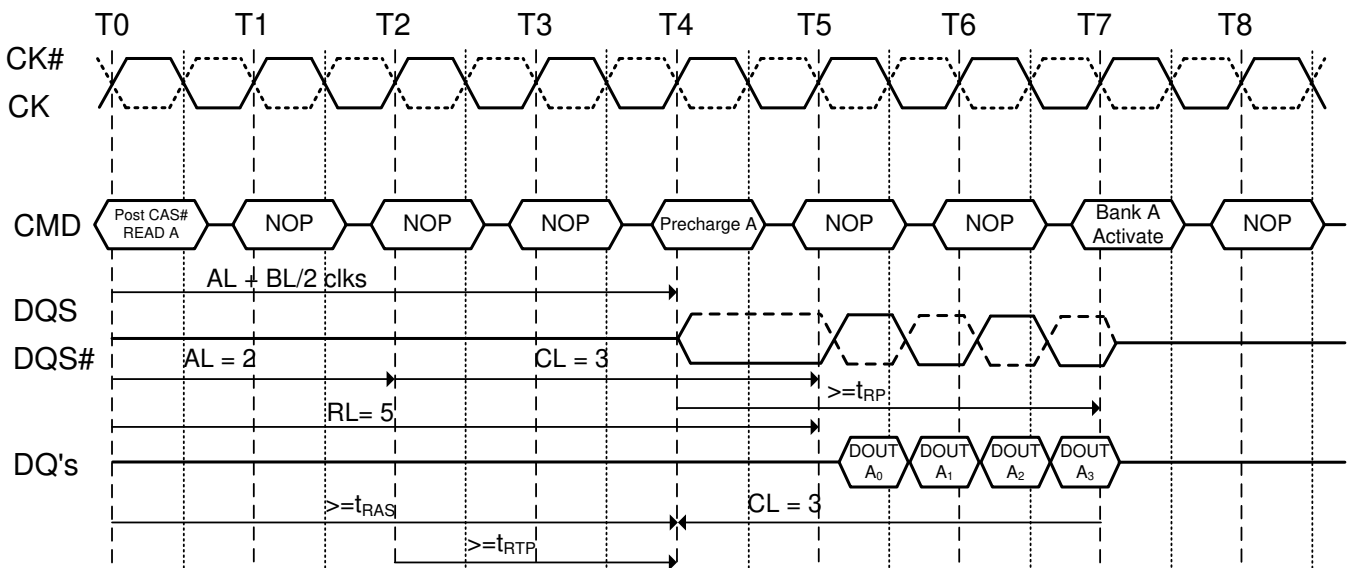 T0 T1 T2 T3 T4 T5 T6 T7 T8
CK#
CK
CMD Post CAS# READ A NOP NOP NOP Precharge A NOP NOP Bank A Activate NOP
AL + BL/2 clks
DQS
DQS# AL = 2 CL = 3
>=tRP
RL= 5
DQ's DOUT A0 DOUT A1 DOUT A2 DOUT A3
>=tRAS CL = 3
>=tRTP